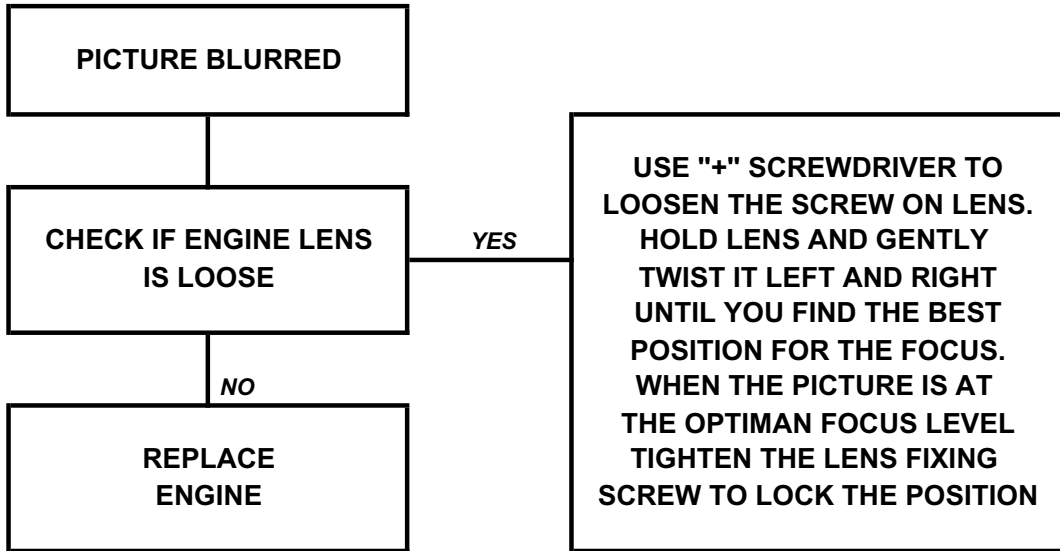 PICTURE BLURRED
CHECK IF ENGINE LENS
IS LOOSE
YES
USE "+" SCREWDRIVER TO
LOOSEN THE SCREW ON LENS.
HOLD LENS AND GENTLY
TWIST IT LEFT AND RIGHT
UNTIL YOU FIND THE BEST
POSITION FOR THE FOCUS.
WHEN THE PICTURE IS AT
THE OPTIMAN FOCUS LEVEL
TIGHTEN THE LENS FIXING
SCREW TO LOCK THE POSITION
NO
REPLACE
ENGINE